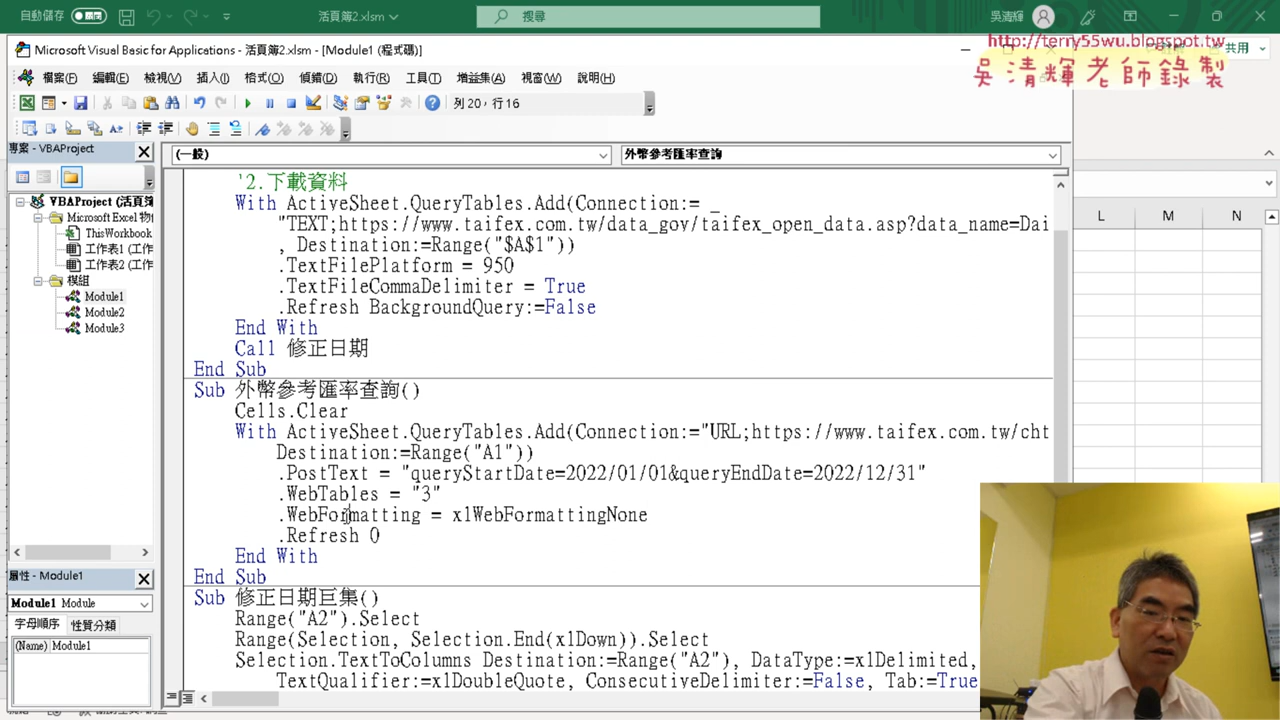 自動儲存
活頁簿2.xlsm
搜尋
吳清輝
http://terry55wu.blogspot.tw
吳清輝老師錄製
共用
Microsoft Visual Basic for Applications - 活頁簿2.xlsm - [Module1 (程式碼)]
檔案(F) 編輯(E) 檢視(V) 插入(I) 格式(O) 偵錯(D) 執行(R) 工具(T) 增益集(A) 視窗(W) 說明(H)
列 20，行 16
專案 - VBAProject
(一般)
外幣參考匯率查詢
VBAProject (活頁簿
Microsoft Excel 物
ThisWorkbook
工作表1 (工作
工作表2 (工作
模組
Module1
Module2
Module3
屬性 - Module1
Module1 Module
字母順序 性質分類
(Name) Module1
'2.下載資料
With ActiveSheet.QueryTables.Add(Connection:= _
"TEXT;https://www.taifex.com.tw/data_gov/taifex_open_data.asp?data_name=Dai
, Destination:=Range("$A$1"))
.TextFilePlatform = 950
.TextFileCommaDelimiter = True
.Refresh BackgroundQuery:=False
End With
Call 修正日期
End Sub
Sub 外幣參考匯率查詢()
Cells.Clear
With ActiveSheet.QueryTables.Add(Connection:="URL;https://www.taifex.com.tw/cht
Destination:=Range("A1"))
.PostText = "queryStartDate=2022/01/01&queryEndDate=2022/12/31"
.WebTables = "3"
.WebFormatting = xlWebFormattingNone
.Refresh 0
End With
End Sub
Sub 修正日期巨集()
Range("A2").Select
Range(Selection, Selection.End(xlDown)).Select
Selection.TextToColumns Destination:=Range("A2"), DataType:=xlDelimited,
TextQualifier:=xlDoubleQuote, ConsecutiveDelimiter:=False, Tab:=True
L M N